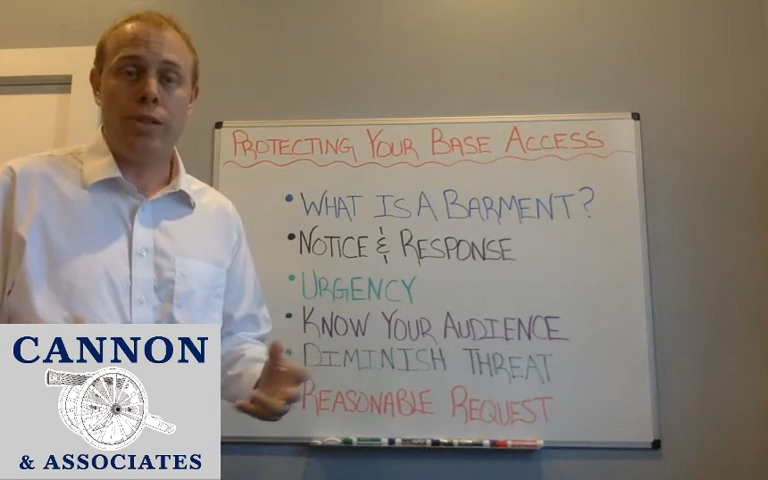 PROTECTING YOUR BASE ACCESS
• WHAT IS A BARMENT?
• NOTICE & RESPONSE
• URGENCY
• KNOW YOUR AUDIENCE
• DIMINISH THREAT
REASONABLE REQUEST
CANNON
& ASSOCIATES